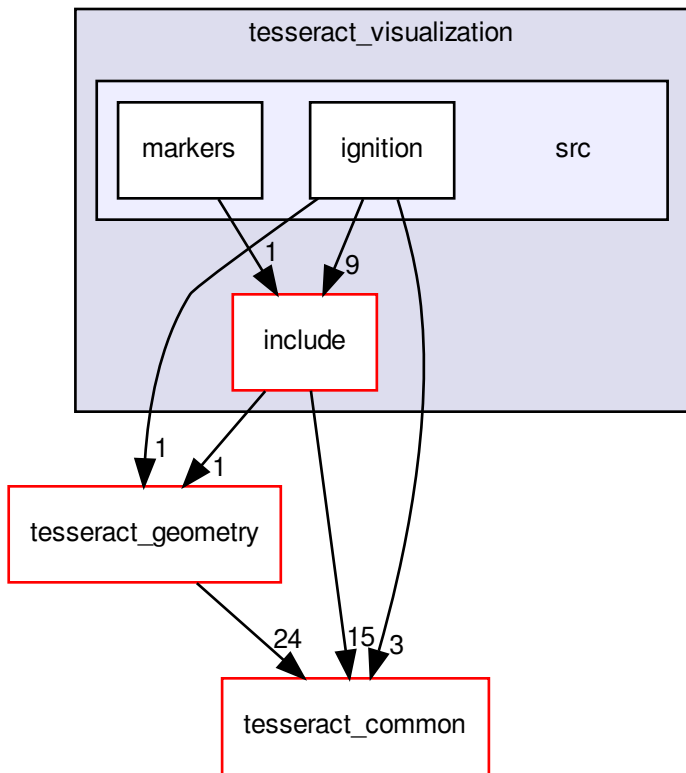 tesseract_visualization
markers
ignition
src
1
9
include
1
1
tesseract_geometry
24
15
3
tesseract_common